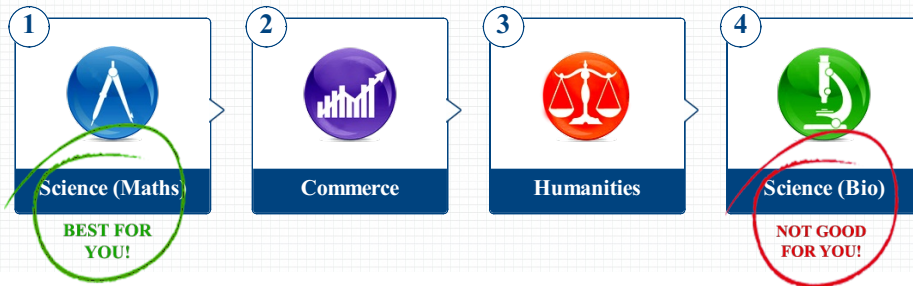 1
2
3
4
Science (Maths)
Commerce
Humanities
Science (Bio)
BEST FOR
YOU!
NOT GOOD
FOR YOU!